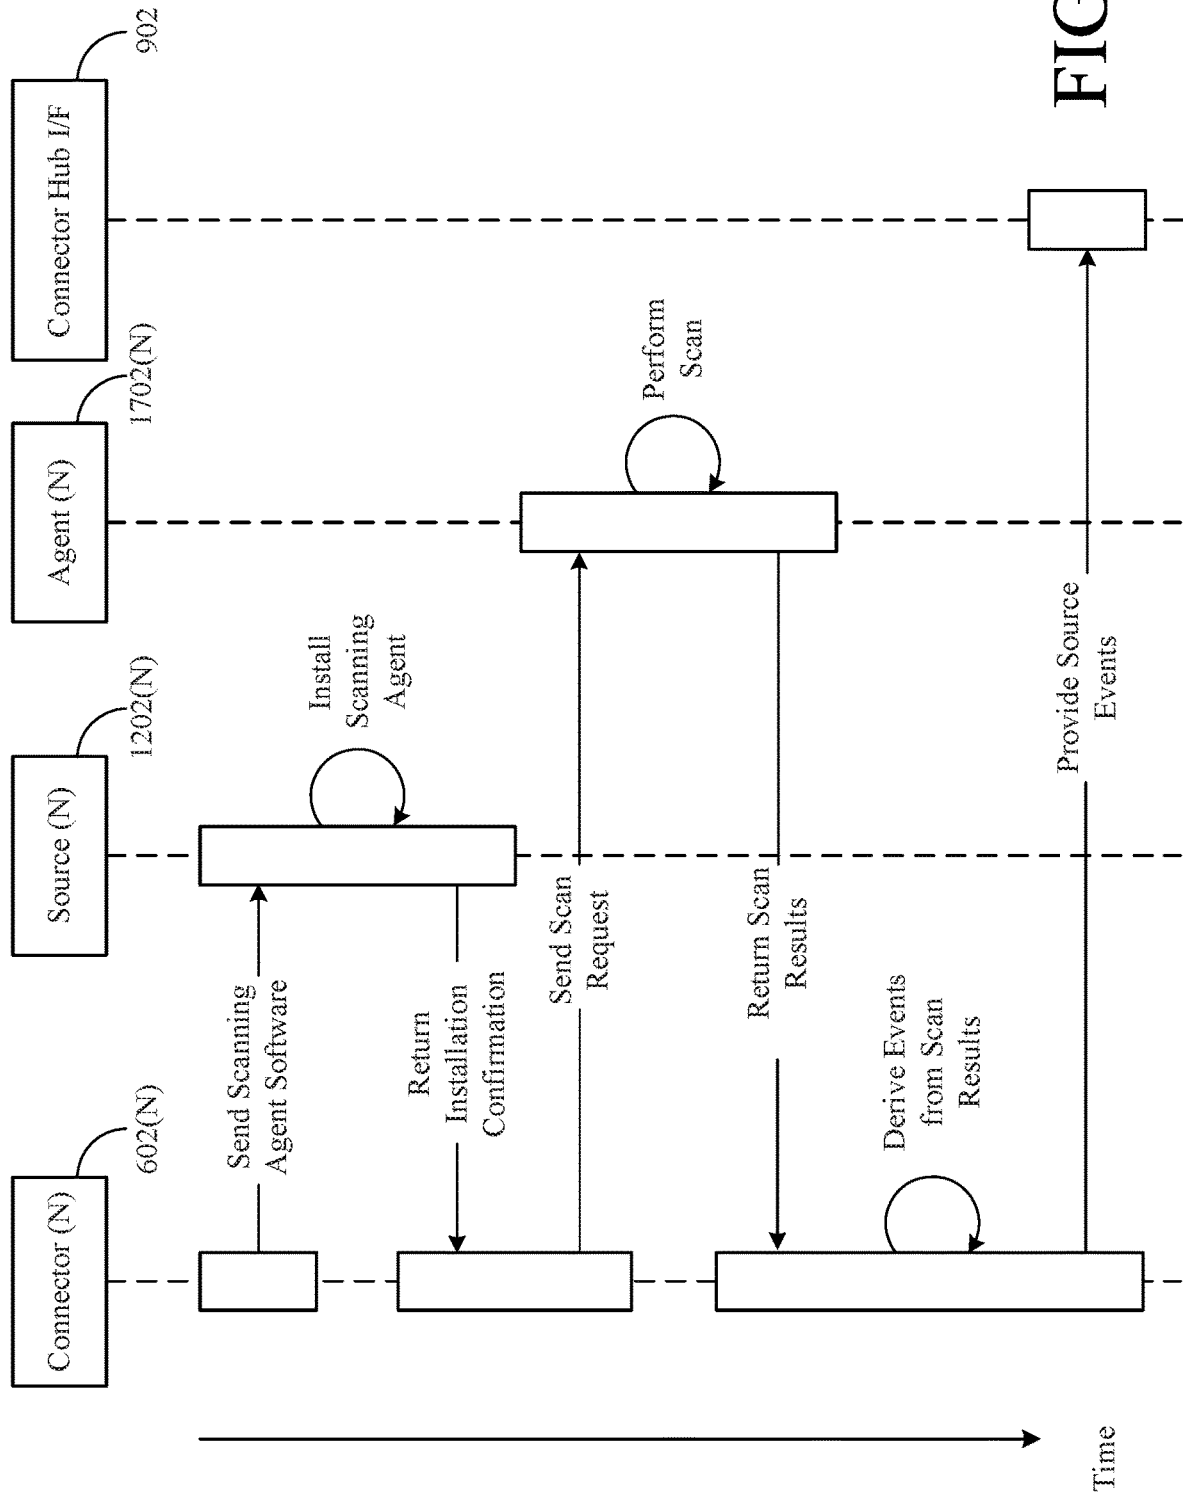 Connector (N)
602(N)
Source (N)
1202(N)
Agent (N)
1702(N)
Connector Hub I/F
902
Send Scanning
Agent Software
Install
Scanning
Agent
Return
Installation
Confirmation
Send Scan
Request
Perform
Scan
Return Scan
Results
Derive Events
from Scan
Results
Provide Source
Events
Time
FIG